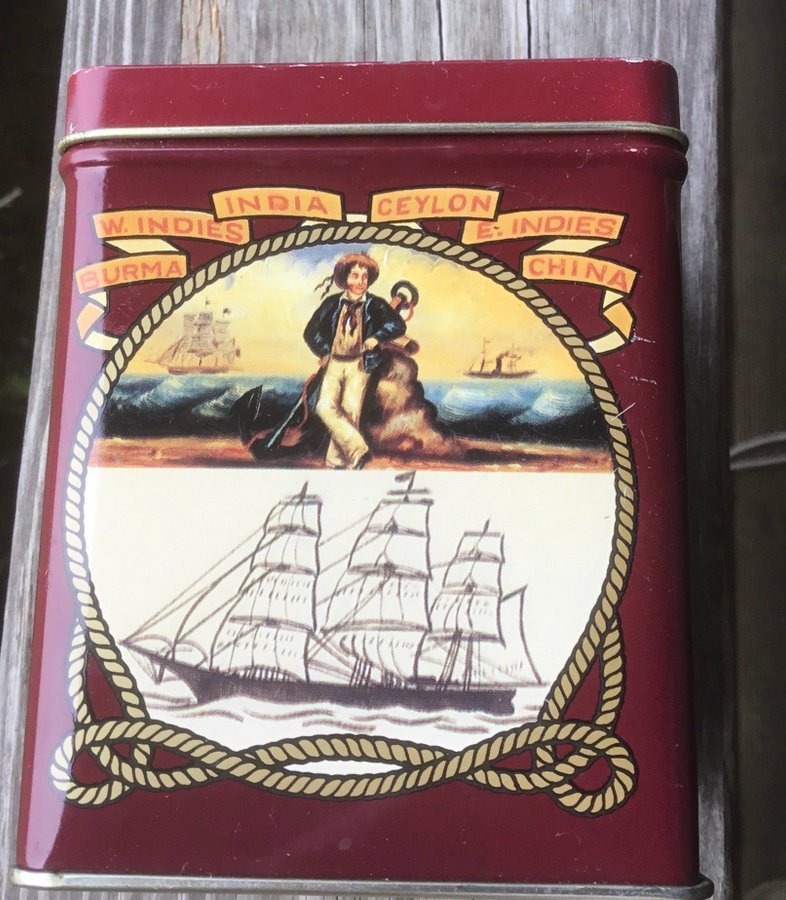 INDIA CEYLON
W. INDIES E. INDIES
BURMA CHINA